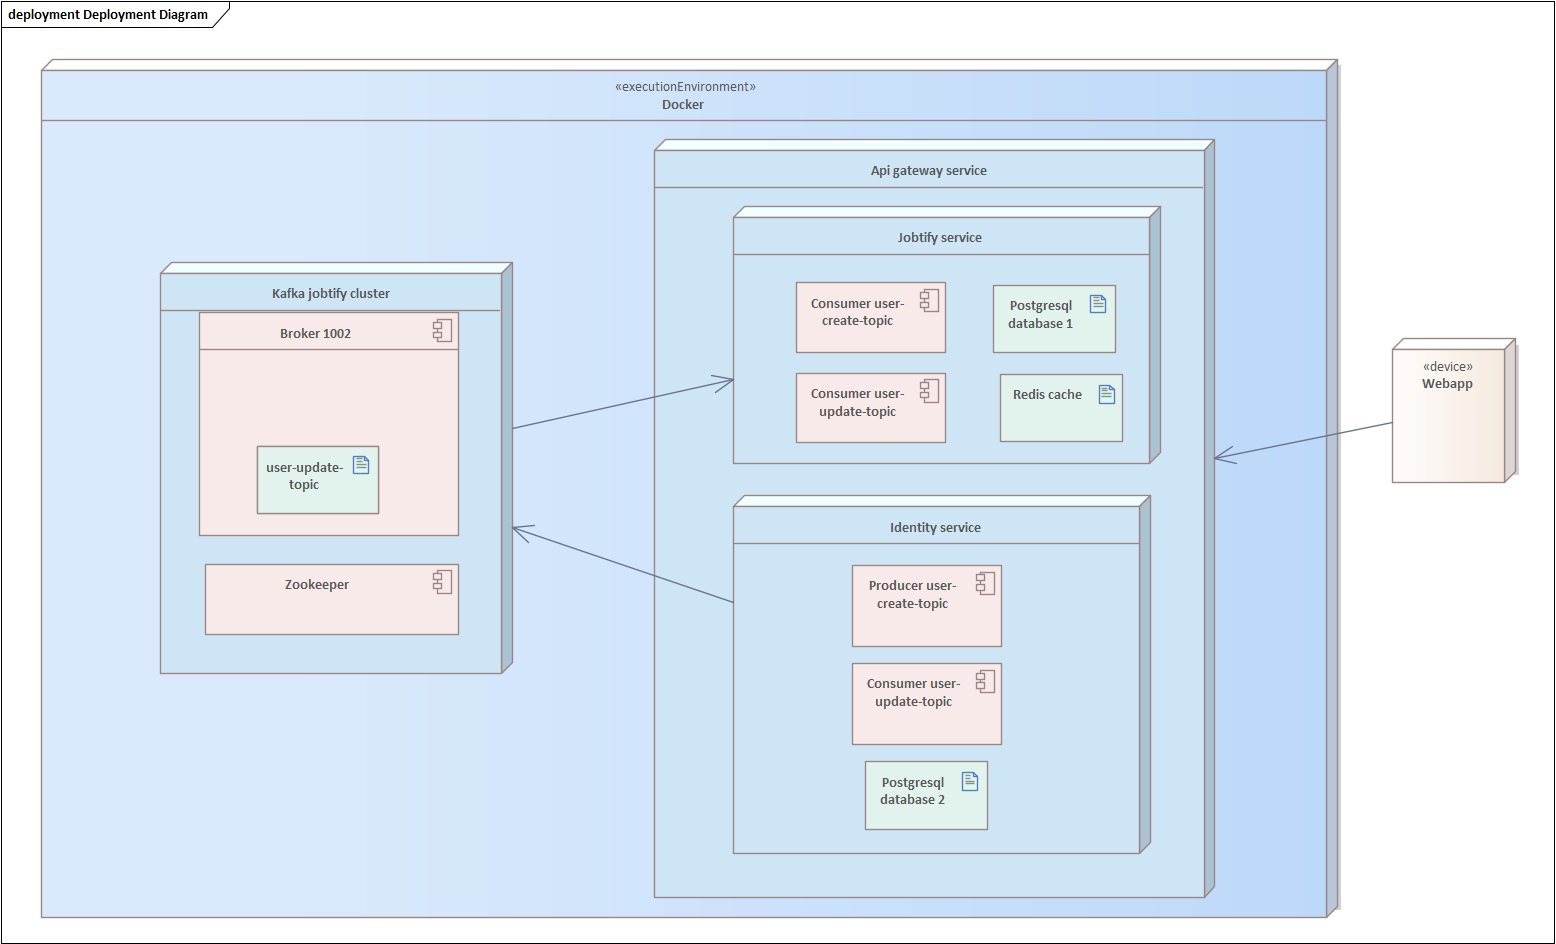 deployment Deployment Diagram
«executionEnvironment»
Docker
Api gateway service
Jobtify service
Consumer user-
create-topic
Postgresql
database 1
Consumer user-
update-topic
Redis cache
Kafka jobtify cluster
Broker 1002
user-update-
topic
Zookeeper
«device»
Webapp
Identity service
Producer user-
create-topic
Consumer user-
update-topic
Postgresql
database 2